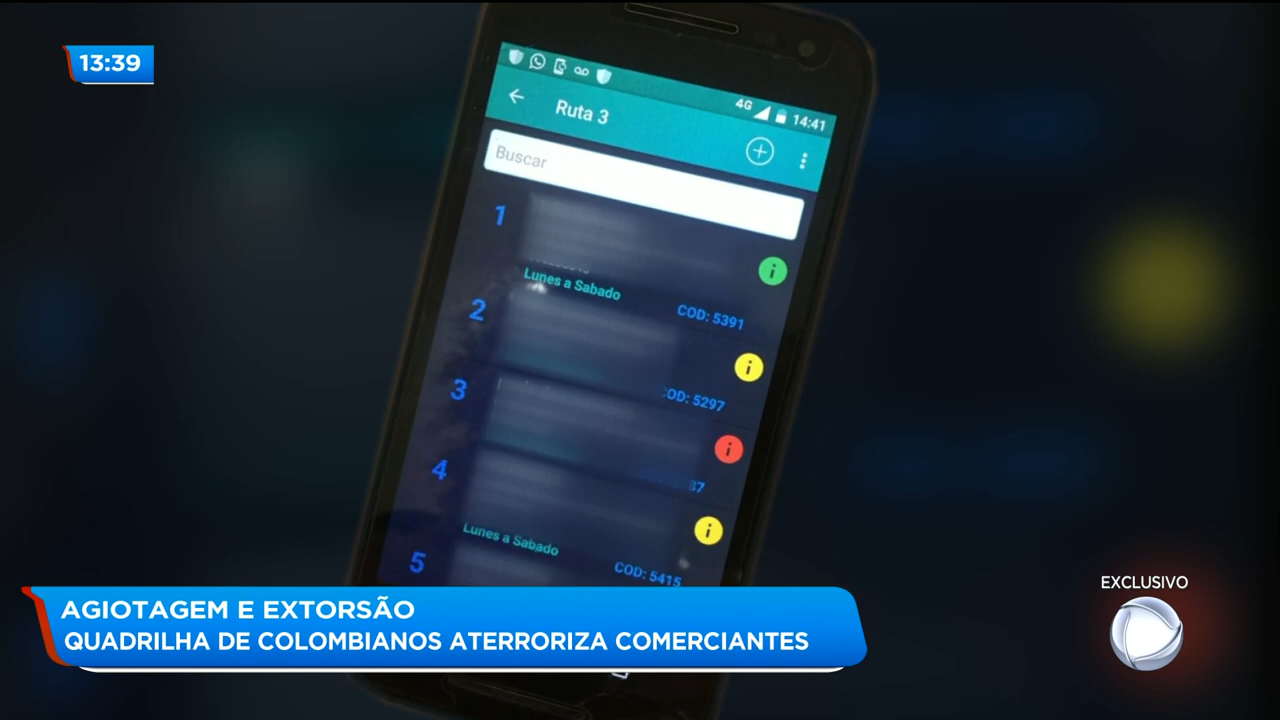 13:39
4G 14:41
Ruta 3
Buscar
1
Lunes a Sabado
COD: 5391
2
COD: 5297
3
87
4
Lunes a Sabado
COD: 5415
5
AGIOTAGEM E EXTORSÃO
QUADRILHA DE COLOMBIANOS ATERRORIZA COMERCIANTES
EXCLUSIVO